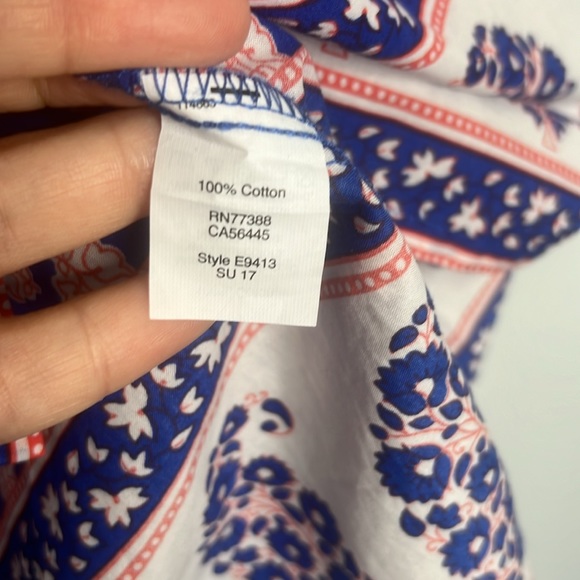 100% Cotton
RN77388
CA56445
Style E9413
SU 17